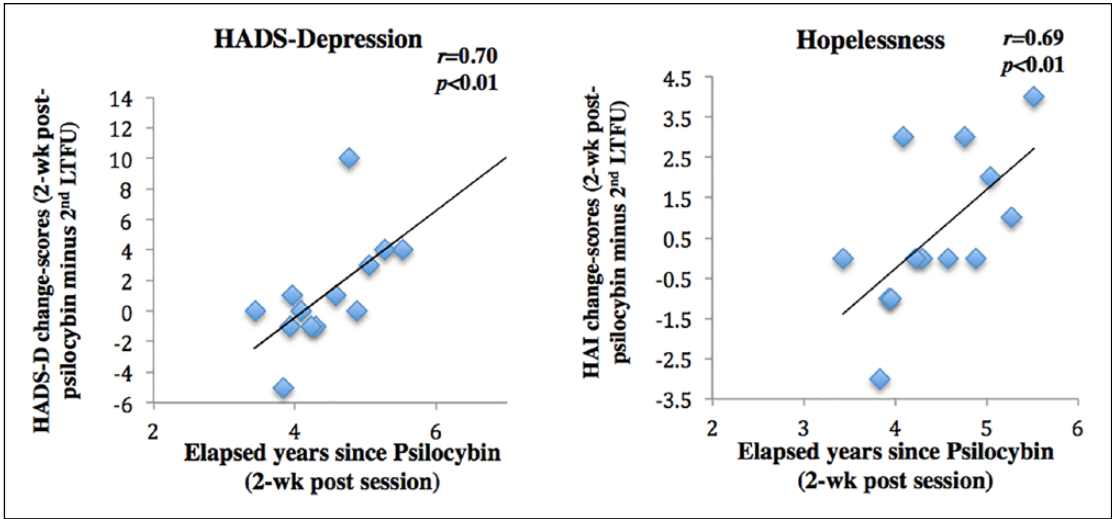 HADS-Depression
r=0.70
p<0.01
HADS-D change-scores (2-wk post-
psilocybin minus 2nd LTFU)
14
12
10
8
6
4
2
0
-2
-4
-6
2
4
6
Elapsed years since Psilocybin
(2-wk post session)
Hopelessness
r=0.69
p<0.01
HAI change-scores (2-wk post-
psilocybin minus 2nd LTFU)
4.5
3.5
2.5
1.5
0.5
-0.5
-1.5
-2.5
-3.5
2
3
4
5
6
Elapsed years since Psilocybin
(2-wk post session)